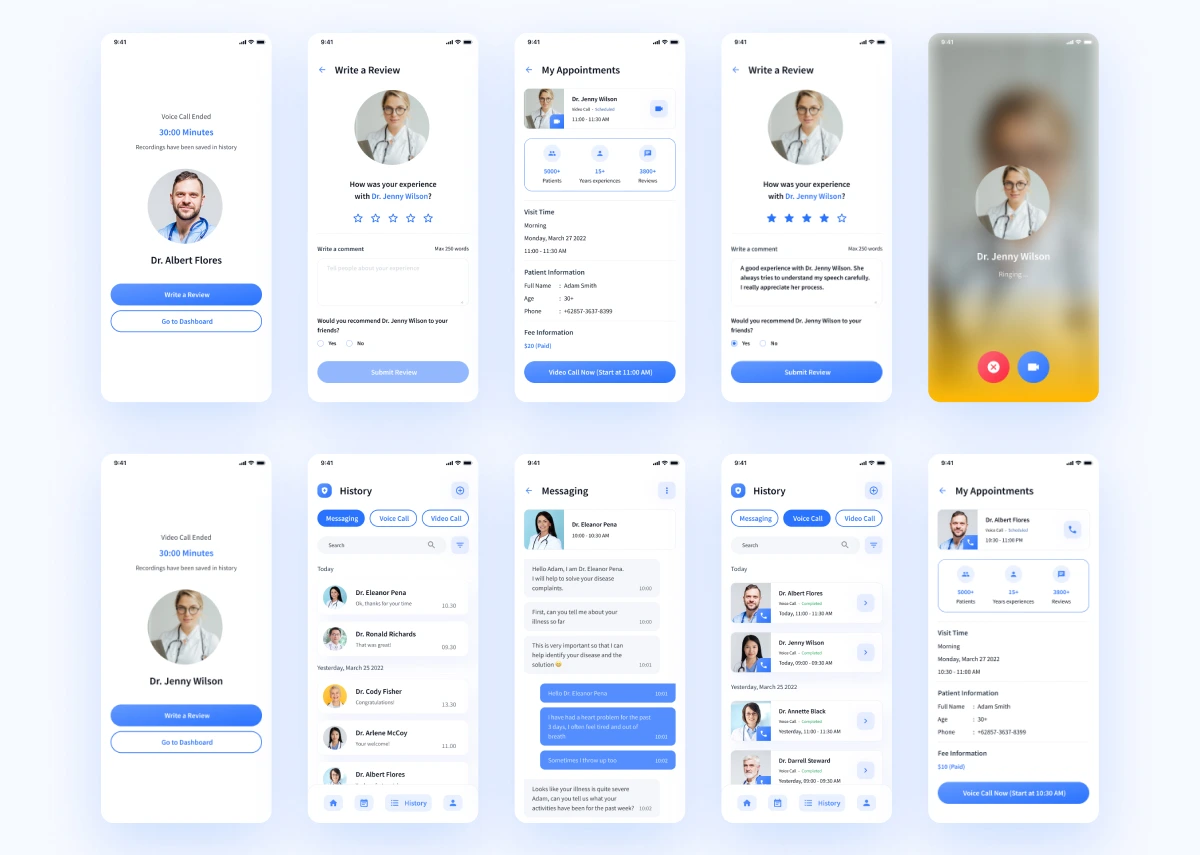 9:41
Voice Call Ended
30:00 Minutes
Recordings have been saved in history
Dr. Albert Flores
Write a Review
Go to Dashboard
9:41
Write a Review
How was your experience
with Dr. Jenny Wilson?
Write a comment Max 250 words
Tell people about your experience
Would you recommend Dr. Jenny Wilson to your
friends?
Yes No
Submit Review
9:41
My Appointments
Dr. Jenny Wilson
Video Call - Scheduled
11:00 - 11:30 AM
5000+ 15+ 3800+
Patients Years experiences Reviews
Visit Time
Morning
Monday, March 27 2022
11:00 - 11:30 AM
Patient Information
Full Name : Adam Smith
Age : 30+
Phone : +62857-3637-8399
Fee Information
$20 (Paid)
Video Call Now (Start at 11:00 AM)
9:41
Write a Review
How was your experience
with Dr. Jenny Wilson?
Write a comment Max 250 words
A good experience with Dr. Jenny Wilson. She
always tries to understand my speech carefully.
I really appreciate her process.
Would you recommend Dr. Jenny Wilson to your
friends?
Yes No
Submit Review
9:41
Dr. Jenny Wilson
Ringing...
9:41
Video Call Ended
30:00 Minutes
Recordings have been saved in history
Dr. Jenny Wilson
Write a Review
Go to Dashboard
9:41
History
Messaging Voice Call Video Call
Search
Today
Dr. Eleanor Pena
Ok, thanks for your time 10.30
Dr. Ronald Richards
That was great! 09.30
Yesterday, March 25 2022
Dr. Cody Fisher
Congratulations! 13.30
Dr. Arlene McCoy
Your welcome! 11.00
Dr. Albert Flores
History
9:41
Messaging
Dr. Eleanor Pena
10:00 - 10:30 AM
Hello Adam, I am Dr. Eleanor Pena.
I will help to solve your disease
complaints. 10:00
First, can you tell me about your
illness so far 10:00
This is very important so that I can
help identify your disease and the
solution 😊 10:01
Hello Dr. Eleanor Pena 10:01
I have had a heart problem for the past
3 days, I often feel tired and out of
breath 10:01
Sometimes I throw up too 10:02
Looks like your illness is quite severe
Adam, can you tell us what your
activities have been for the past week? 10:02
9:41
History
Messaging Voice Call Video Call
Search
Today
Dr. Albert Flores
Voice Call - Completed
Today, 11:00 - 11:30 AM
Dr. Jenny Wilson
Voice Call - Completed
Today, 09:00 - 09:30 AM
Yesterday, March 25 2022
Dr. Annette Black
Voice Call - Completed
Yesterday, 11:00 - 11:30 AM
Dr. Darrell Steward
Voice Call - Completed
Yesterday, 09:00 - 09:30 AM
History
9:41
My Appointments
Dr. Albert Flores
Voice Call - Scheduled
10:30 - 11:00 PM
5000+ 15+ 3800+
Patients Years experiences Reviews
Visit Time
Morning
Monday, March 27 2022
10:30 - 11:00 AM
Patient Information
Full Name : Adam Smith
Age : 30+
Phone : +62857-3637-8399
Fee Information
$10 (Paid)
Voice Call Now (Start at 10:30 AM)